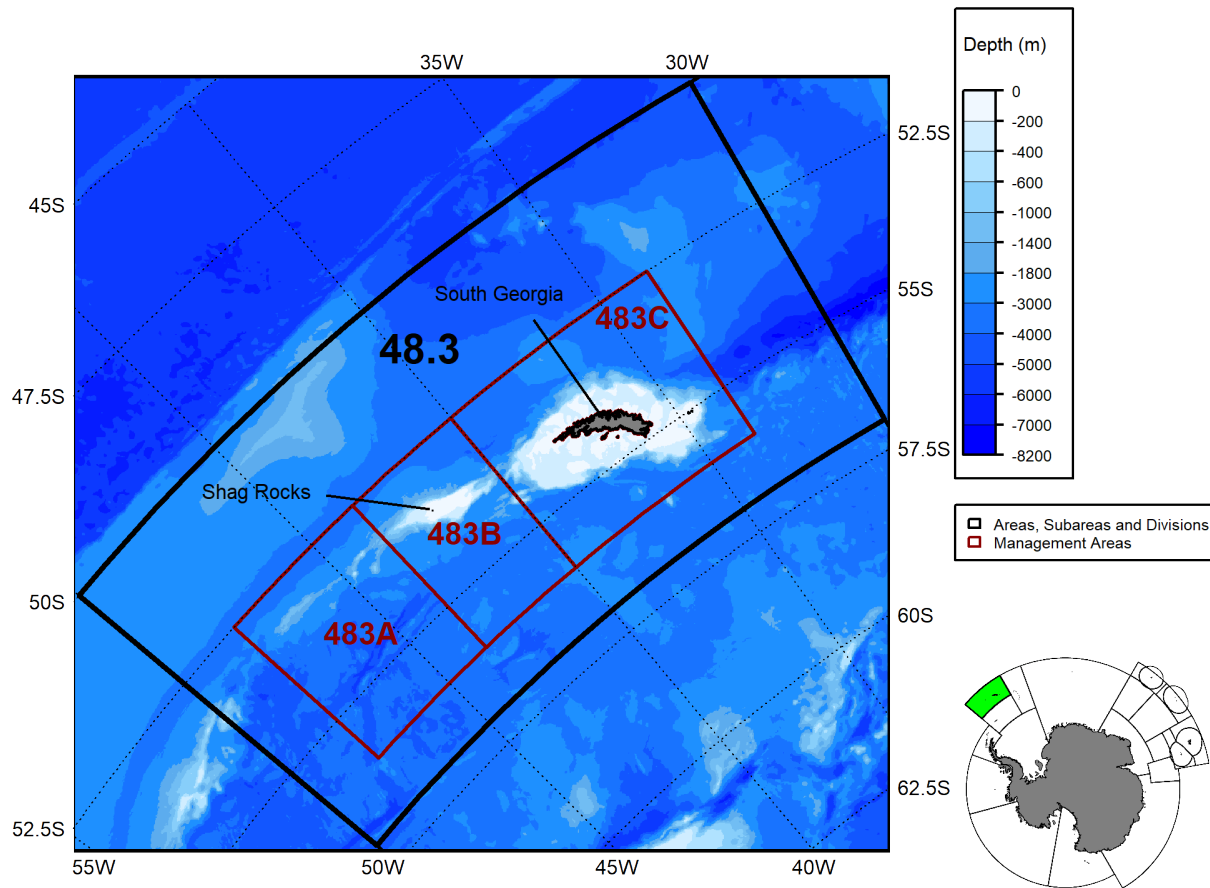 35W
30W
Depth (m)
0
-200
-400
-600
-1000
-1400
-1800
-3000
-4000
-5000
-6000
-7000
-8200
52.5S
45S
55S
South Georgia
483C
48.3
47.5S
57.5S
Shag Rocks
483B
Areas, Subareas and Divisions
Management Areas
50S
60S
483A
62.5S
52.5S
55W
50W
45W
40W